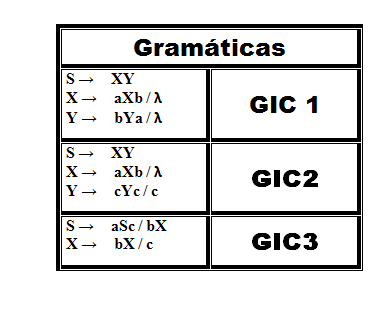 Gramáticas
S → XY
X → aXb / λ
Y → bYa / λ
GIC 1
S → XY
X → aXb / λ
Y → cYc / c
GIC2
S → aSc / bX
X → bX / c
GIC3